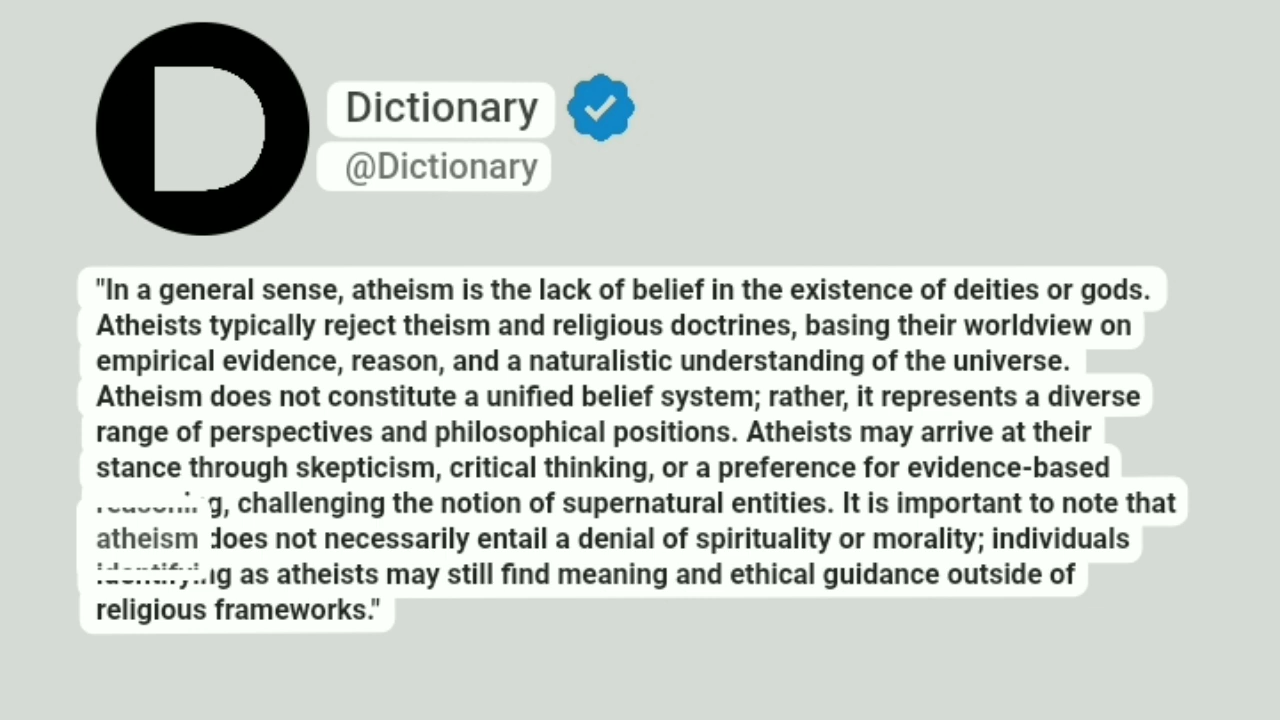 D
Dictionary
@Dictionary
"In a general sense, atheism is the lack of belief in the existence of deities or gods.
Atheists typically reject theism and religious doctrines, basing their worldview on
empirical evidence, reason, and a naturalistic understanding of the universe.
Atheism does not constitute a unified belief system; rather, it represents a diverse
range of perspectives and philosophical positions. Atheists may arrive at their
stance through skepticism, critical thinking, or a preference for evidence-based
reasoning, challenging the notion of supernatural entities. It is important to note that
atheism does not necessarily entail a denial of spirituality or morality; individuals
identifying as atheists may still find meaning and ethical guidance outside of
religious frameworks."